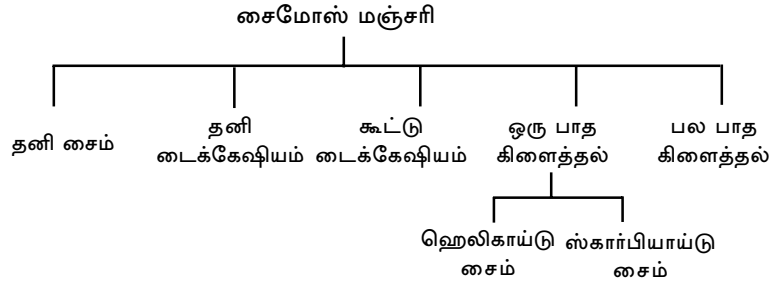 சைமோஸ் மஞ்சரி
தனி சைம்
தனி
டைக்கேஷியம்
கூட்டு
டைக்கேஷியம்
ஒரு பாத
கிளைத்தல்
பல பாத
கிளைத்தல்
ஹெலிகாய்டு
சைம்
ஸ்கார்பியாய்டு
சைம்